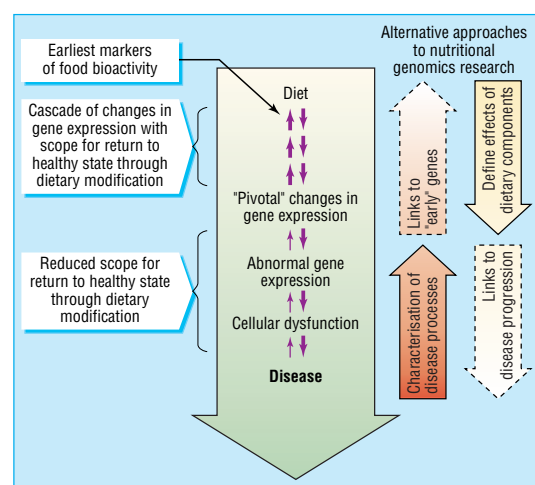 Earliest markers
of food bioactivity
Cascade of changes in
gene expression with
scope for return to
healthy state through
dietary modification
Reduced scope for
return to healthy state
through dietary
modification
Diet
"Pivotal" changes in
gene expression
Abnormal gene
expression
Cellular dysfunction
Disease
Alternative approaches
to nutritional
genomics research
Links to
"early" genes
Define effects of
dietary components
Characterisation of
disease processes
Links to
disease progression